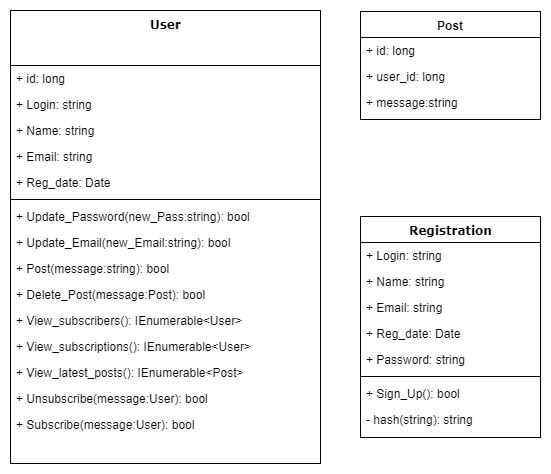 User
+ id: long
+ Login: string
+ Name: string
+ Email: string
+ Reg_date: Date
+ Update_Password(new_Pass:string): bool
+ Update_Email(new_Email:string): bool
+ Post(message:string): bool
+ Delete_Post(message:Post): bool
+ View_subscribers(): IEnumerable<User>
+ View_subscriptions(): IEnumerable<User>
+ View_latest_posts(): IEnumerable<Post>
+ Unsubscribe(message:User): bool
+ Subscribe(message:User): bool
Post
+ id: long
+ user_id: long
+ message:string
Registration
+ Login: string
+ Name: string
+ Email: string
+ Reg_date: Date
+ Password: string
+ Sign_Up(): bool
- hash(string): string